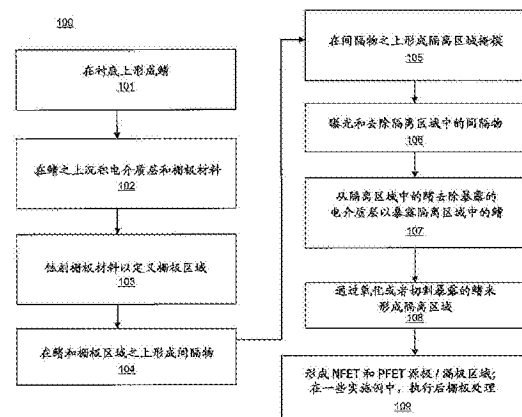 100
在衬底上形成鳍
101
在鳍之上沉积电介质层和栅极材料
102
蚀刻栅极材料以定义栅极区域
103
在鳍和栅极区域之上形成间隔物
104
在间隔物之上形成隔离区域掩模
105
曝光和去除隔离区域中的间隔物
106
从隔离区域中的鳍去除暴露的
电介质层以暴露隔离区域中的鳍
107
通过氧化或者切割暴露的鳍来
形成隔离区域
108
形成 NFET 和 PFET 源极 / 漏极区域;
在一些实施例中，执行后栅极处理
109